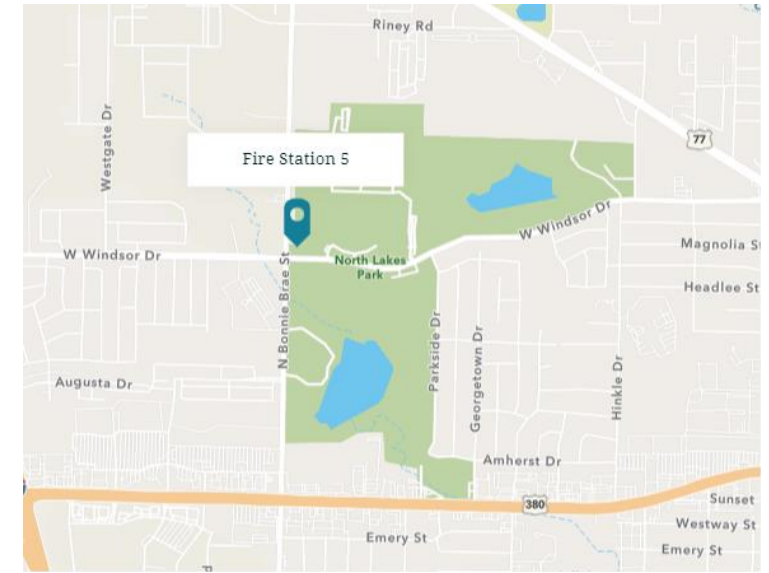 Riney Rd
77
Westgate Dr
Fire Station 5
W Windsor Dr
W Windsor Dr
Magnolia S
North Lakes
Park
N Bonnie Brae St
Headlee St
Parkside Dr
Georgetown Dr
Hinkle Dr
Augusta Dr
Amherst Dr
380
Sunset
Westway St
Emery St
Emery St